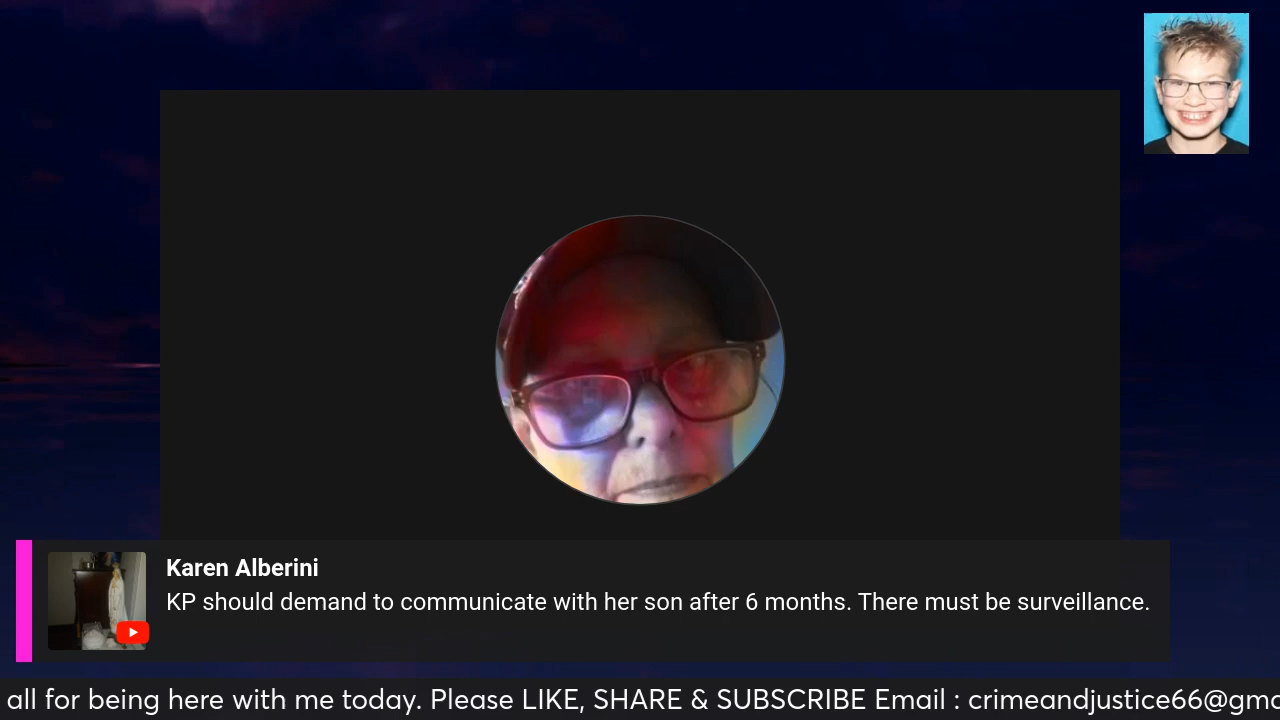 Karen Alberini
KP should demand to communicate with her son after 6 months. There must be surveillance.
all for being here with me today. Please LIKE, SHARE & SUBSCRIBE Email : crimeandjustice66@gma